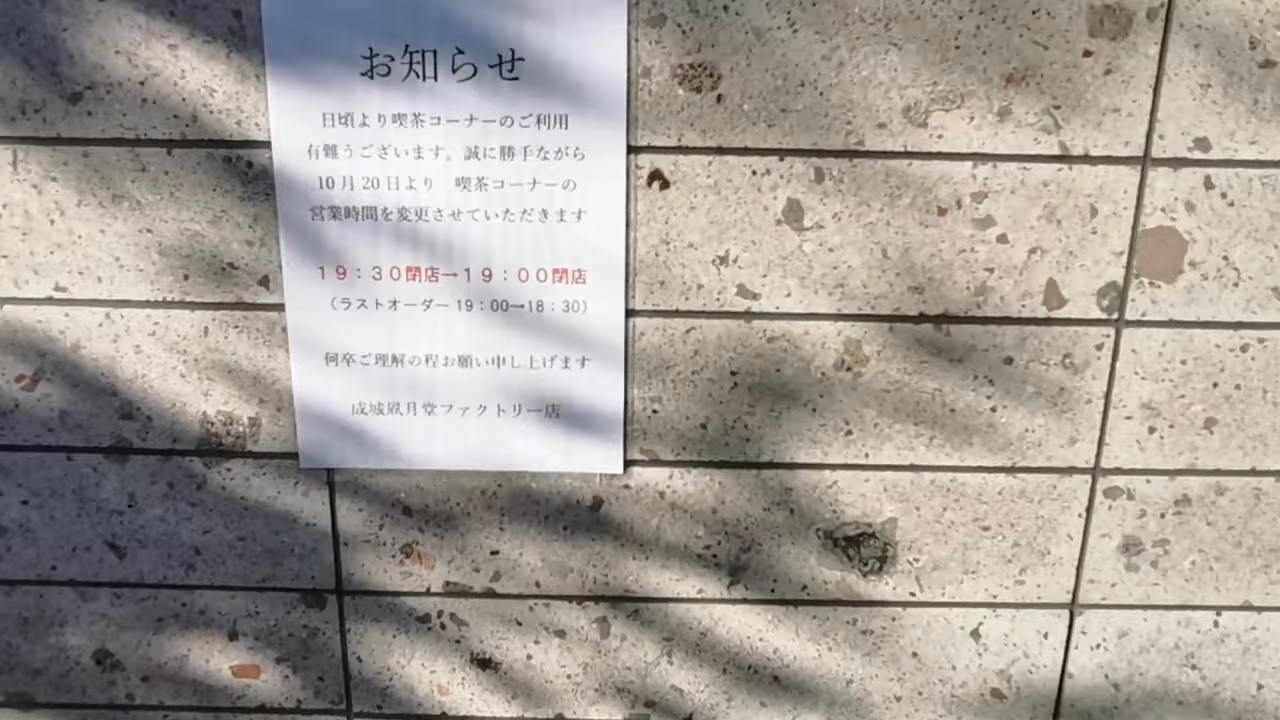 お知らせ
日頃より喫茶コーナーのご利用
有難うございます。誠に勝手ながら
10月20日より 喫茶コーナーの
営業時間を変更させていただきます
19:30閉店→19:00閉店
(ラストオーダー 19:00→18:30)
何卒ご理解の程お願い申し上げます
成城凮月堂ファクトリー店